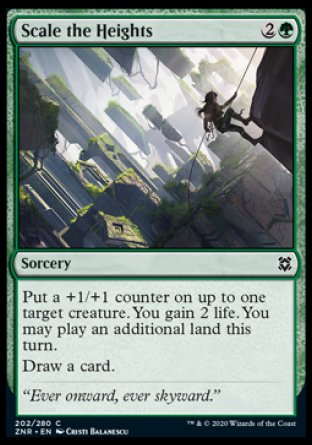 Scale the Heights 2
Sorcery
Put a +1/+1 counter on up to one
target creature. You gain 2 life. You
may play an additional land this
turn.
Draw a card.
“Ever onward, ever skyward.”
202/280 C
ZNR • EN Cristi Balanescu
™ & © 2020 Wizards of the Coast